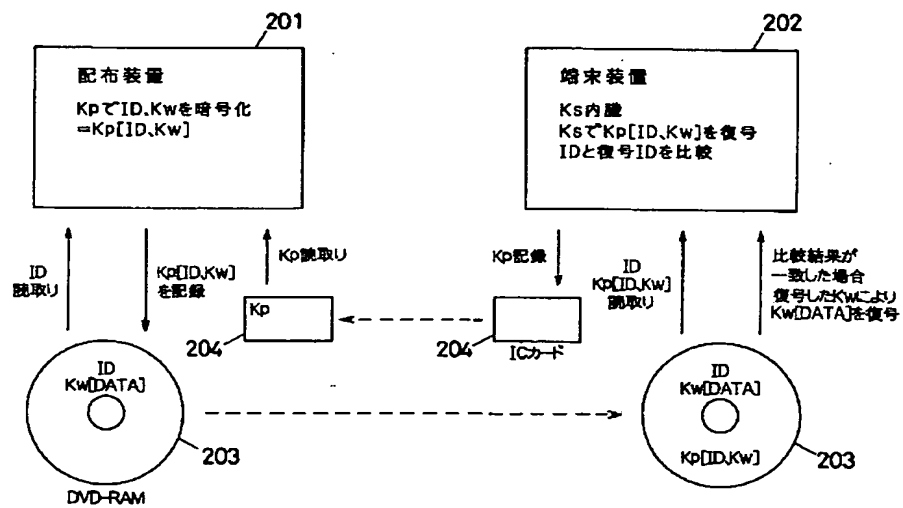 201
配布装置
KpでID、Kwを暗号化
=Kp[ID、Kw]
202
端末装置
Ks内臓
KsでKp[ID、Kw]を復号
IDと復号IDを比較
ID
読取り
Kp[ID、Kw]
を記録
Kp読取り
Kp記録
ID
Kp[ID、Kw]
読取り
比較結果が
一致した場合
復号したKwにより
Kw[DATA]を復号
Kp
204
204
ICカード
ID
Kw[DATA]
203
DVD-RAM
ID
Kw[DATA]
Kp[ID、Kw]
203